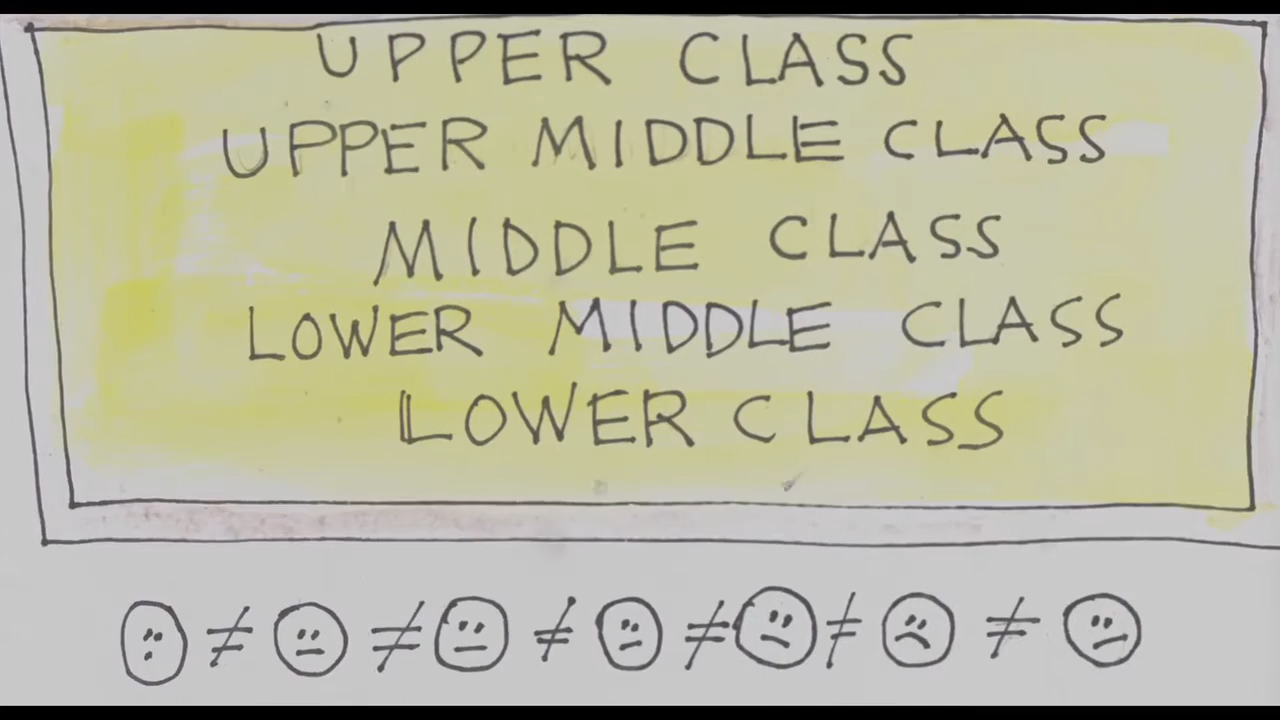 UPPER CLASS
UPPER MIDDLE CLASS
MIDDLE CLASS
LOWER MIDDLE CLASS
LOWER CLASS
≠ ≠ ≠ ≠ ≠ ≠